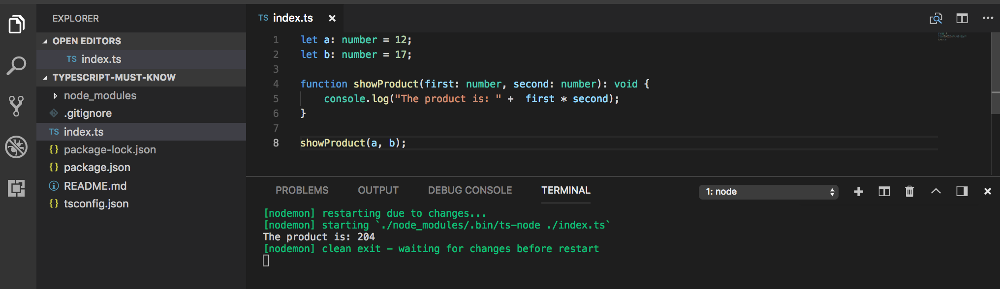 EXPLORER
OPEN EDITORS
TS index.ts
TYPESCRIPT-MUST-KNOW
node_modules
.gitignore
TS index.ts
{} package-lock.json
{} package.json
README.md
{} tsconfig.json
TS index.ts
1 let a: number = 12;
2 let b: number = 17;
3
4 function showProduct(first: number, second: number): void {
5     console.log("The product is: " +  first * second);
6 }
7
8 showProduct(a, b);
PROBLEMS OUTPUT DEBUG CONSOLE TERMINAL 1: node
[nodemon] restarting due to changes...
[nodemon] starting `./node_modules/.bin/ts-node ./index.ts`
The product is: 204
[nodemon] clean exit - waiting for changes before restart